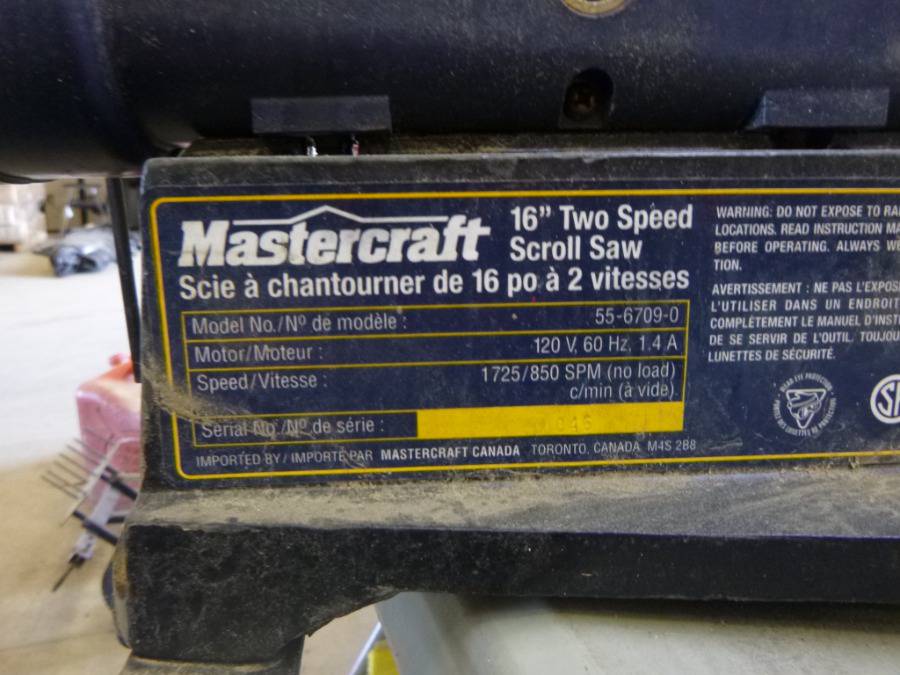 Mastercraft 16" Two Speed
Scroll Saw
Scie à chantourner de 16 po à 2 vitesses
Model No./Nº de modèle : 55-6709-0
Motor/Moteur : 120 V, 60 Hz, 1.4 A
Speed/Vitesse : 1725/850 SPM (no load)
c/min (à vide)
Serial No./Nº de série :
IMPORTED BY / IMPORTÉ PAR MASTERCRAFT CANADA TORONTO, CANADA M4S 2B8
WARNING: DO NOT EXPOSE TO
LOCATIONS. READ INSTRUCTION
BEFORE OPERATING. ALWAYS
TION.
AVERTISSEMENT : NE PAS
L'UTILISER DANS UN
COMPLÈTEMENT LE MANUEL
DE SE SERVIR DE L'OUTIL.
LUNETTES DE SÉCURITÉ.
WEAR EYE PROTECTION